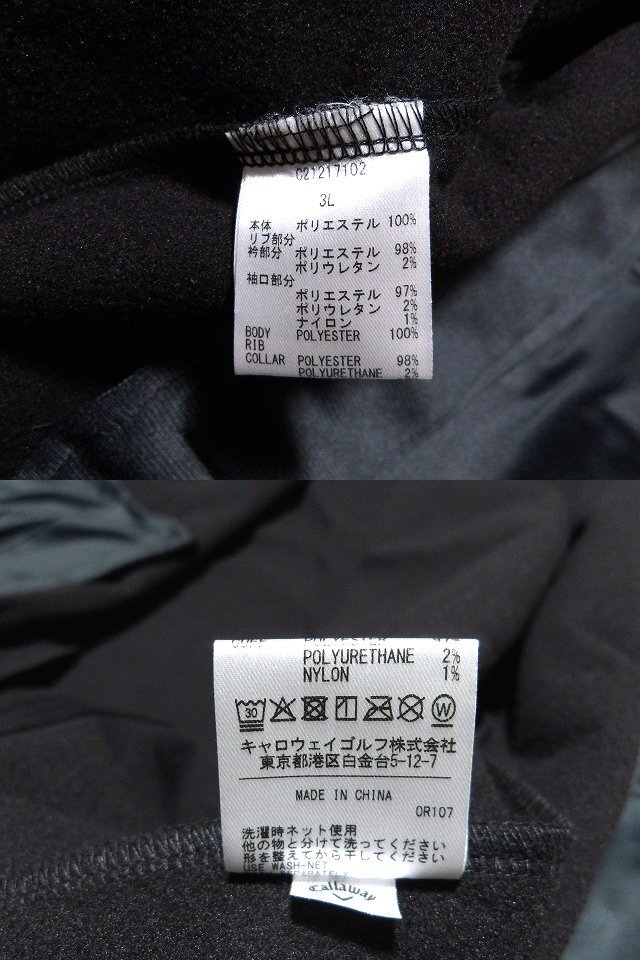 C21217102
3L
本体 ポリエステル 100%
リブ部分
衿部分 ポリエステル 98%
ポリウレタン 2%
袖口部分
ポリエステル 97%
ポリウレタン 2%
ナイロン 1%
BODY POLYESTER 100%
RIB
COLLAR POLYESTER 98%
POLYURETHANE 2%
POLYURETHANE 2%
NYLON 1%
30 W
キャロウェイゴルフ株式会社
東京都港区白金台5-12-7
MADE IN CHINA
OR107
洗濯時ネット使用
他の物と分けて洗ってください
形を整えてから干してください
USE WASH-NET
Callaway